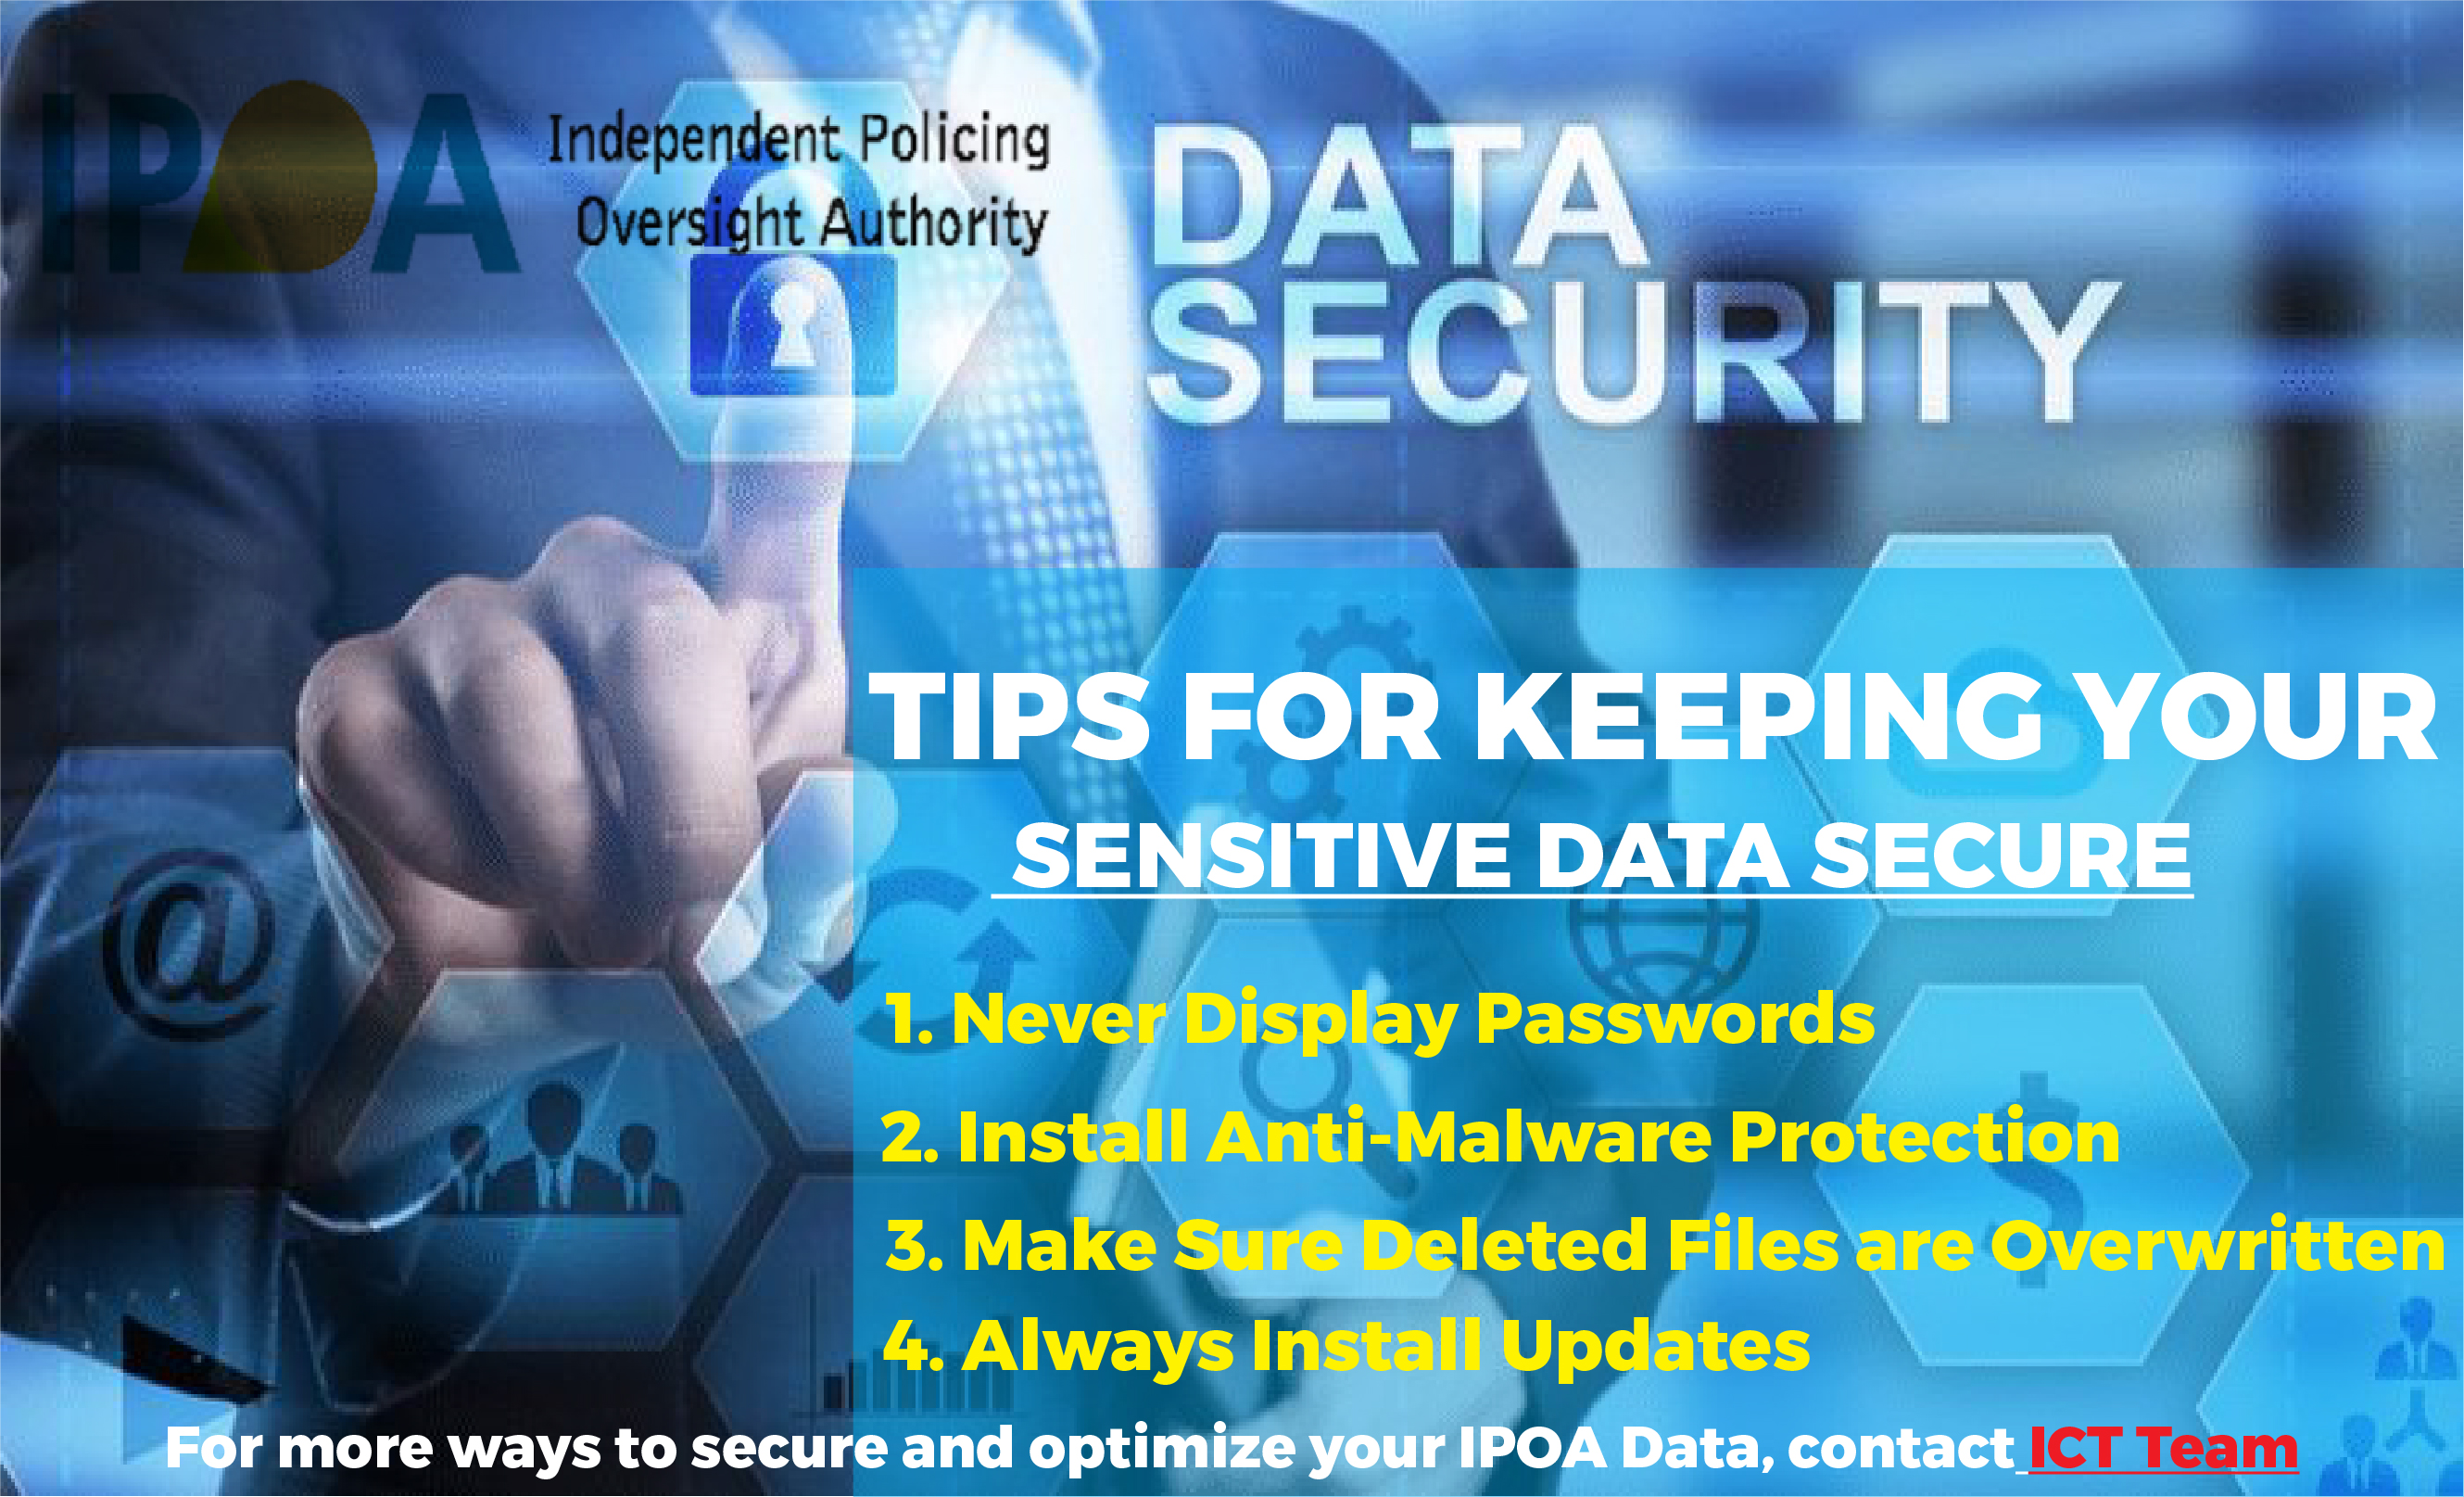 IPOA
Independent Policing
Oversight Authority
DATA
SECURITY
@
TIPS FOR KEEPING YOUR
SENSITIVE DATA SECURE
1. Never Display Passwords
2. Install Anti-Malware Protection
$
3. Make Sure Deleted Files are Overwritten
4. Always Install Updates
For more ways to secure and optimize your IPOA Data, contact ICT Team